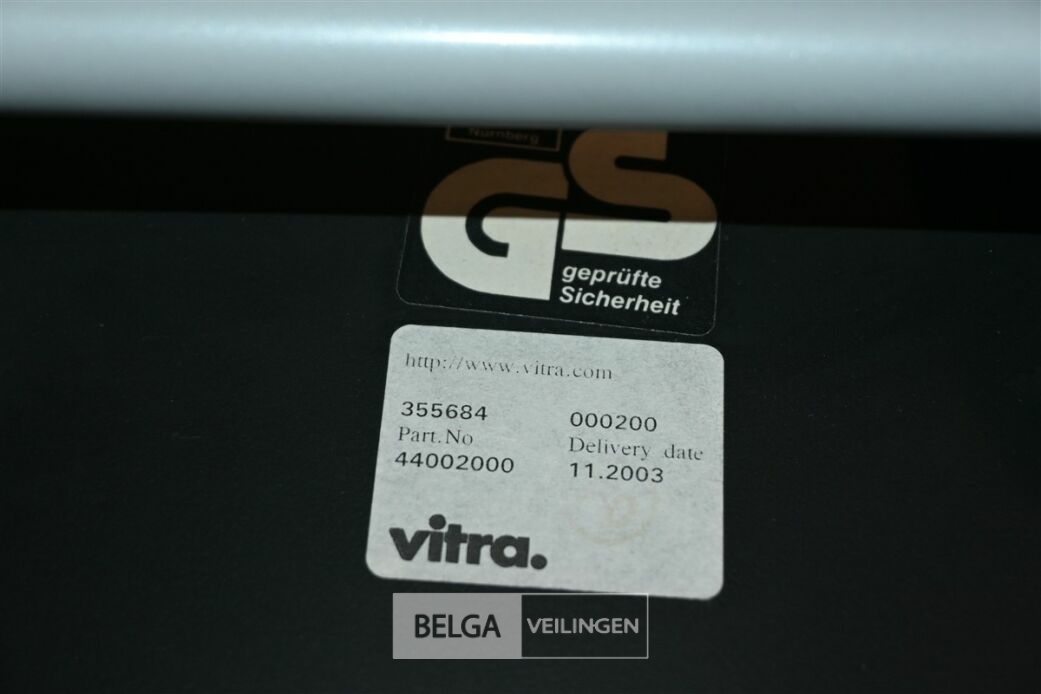 Nürnberg
GS
geprüfte
Sicherheit
http://www.vitra.com
355684 000200
Part.No Delivery date
44002000 11.2003
vitra.
BELGA VEILINGEN